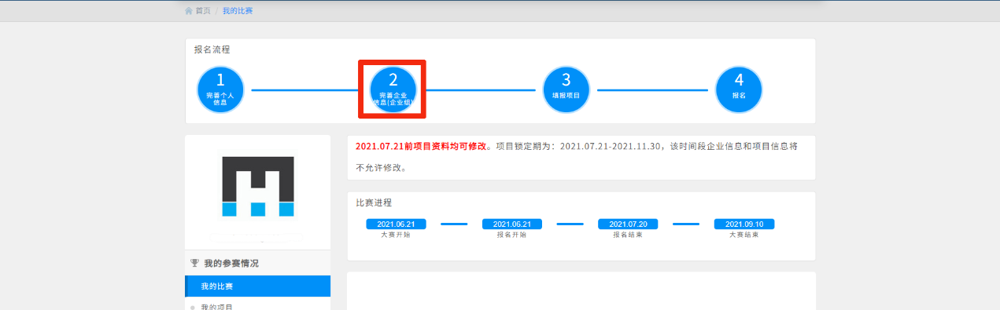 首页 / 我的比赛
报名流程
1
完善个人
信息
2
完善企业
信息(企业组)
3
填报项目
4
报名
2021.07.21前项目资料均可修改。项目锁定期为：2021.07.21-2021.11.30，该时间段企业信息和项目信息将
不允许修改。
比赛进程
2021.06.21
大赛开始
2021.06.21
报名开始
2021.07.20
报名结束
2021.09.10
大赛结束
我的参赛情况
我的比赛
我的项目